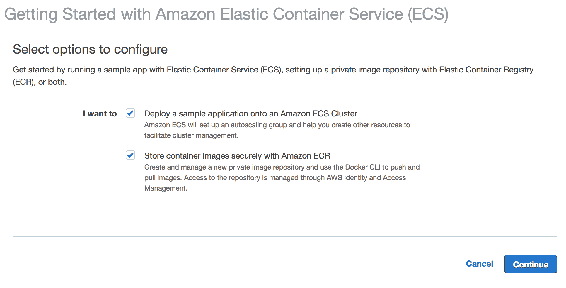 Getting Started with Amazon Elastic Container Service (ECS)
Select options to configure
Get started by running a sample app with Elastic Container Service (ECS), setting up a private image repository with Elastic Container Registry
(ECR), or both.
I want to
Deploy a sample application onto an Amazon ECS Cluster
Amazon ECS will set up an autoscaling group and help you create other resources to
facilitate cluster management.
Store container images securely with Amazon ECR
Create and manage a new private image repository and use the Docker CLI to push and
pull images. Access to the repository is managed through AWS Identity and Access
Management.
Cancel
Continue